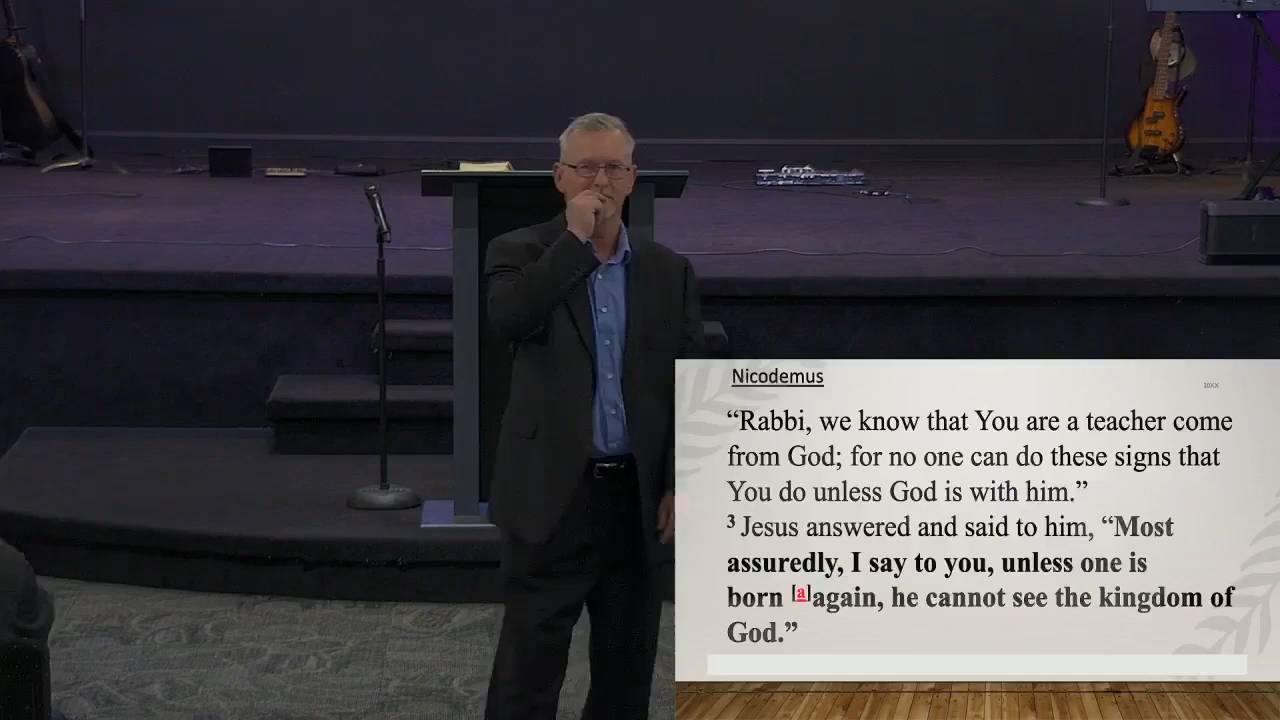 Nicodemus
20XX
“Rabbi, we know that You are a teacher come
from God; for no one can do these signs that
You do unless God is with him.”
3 Jesus answered and said to him, “Most
assuredly, I say to you, unless one is
born [a]again, he cannot see the kingdom of
God.”